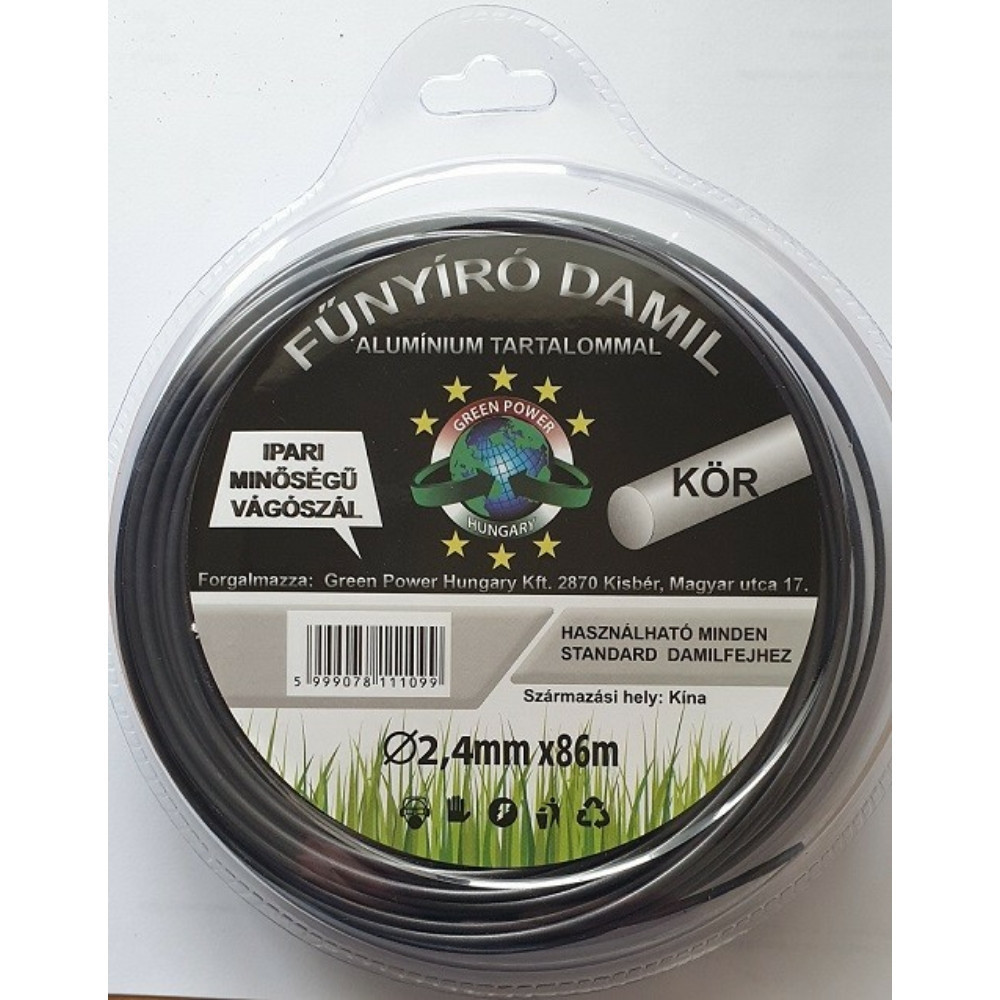 FŰNYÍRÓ DAMIL
ALUMÍNIUM TARTALOMMAL
GREEN POWER
HUNGARY
IPARI
MINŐSÉGŰ
VÁGÓSZÁL
KÖR
Forgalmazza: Green Power Hungary Kft. 2870 Kisbér, Magyar utca 17.
5 999078 111099
HASZNÁLHATÓ MINDEN
STANDARD DAMILFEJHEZ
Származási hely: Kína
Ø2,4mm x86m